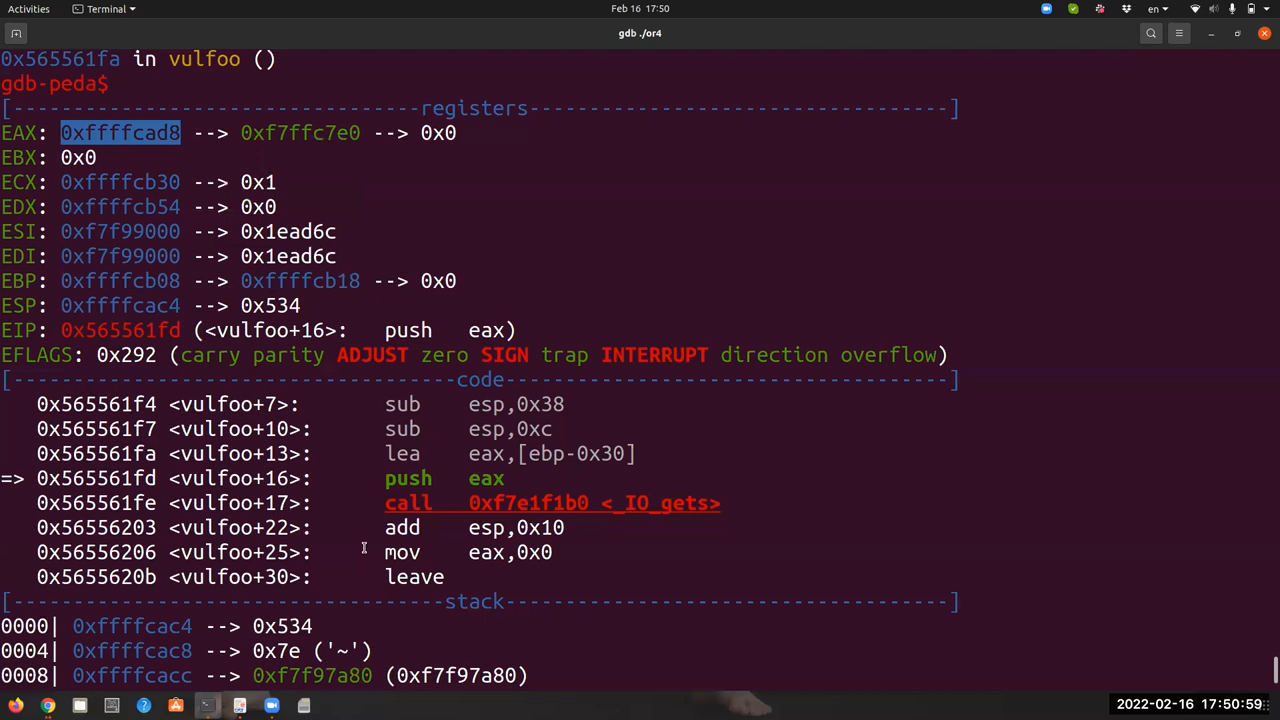 Activities Terminal Feb 16 17:50 en
gdb ./or4
0x565561fa in vulfoo ()
gdb-peda$
[----------------------------------registers-----------------------------------]
EAX: 0xffffcad8 --> 0xf7ffc7e0 --> 0x0
EBX: 0x0
ECX: 0xffffcb30 --> 0x1
EDX: 0xffffcb54 --> 0x0
ESI: 0xf7f99000 --> 0x1ead6c
EDI: 0xf7f99000 --> 0x1ead6c
EBP: 0xffffcb08 --> 0xffffcb18 --> 0x0
ESP: 0xffffcac4 --> 0x534
EIP: 0x565561fd (<vulfoo+16>: push eax)
EFLAGS: 0x292 (carry parity ADJUST zero SIGN trap INTERRUPT direction overflow)
[-------------------------------------code-------------------------------------]
0x565561f4 <vulfoo+7>: sub esp,0x38
0x565561f7 <vulfoo+10>: sub esp,0xc
0x565561fa <vulfoo+13>: lea eax,[ebp-0x30]
=> 0x565561fd <vulfoo+16>: push eax
0x565561fe <vulfoo+17>: call 0xf7e1f1b0 <_IO_gets>
0x56556203 <vulfoo+22>: add esp,0x10
0x56556206 <vulfoo+25>: mov eax,0x0
0x5655620b <vulfoo+30>: leave
[------------------------------------stack-------------------------------------]
0000| 0xffffcac4 --> 0x534
0004| 0xffffcac8 --> 0x7e ('~')
0008| 0xffffcacc --> 0xf7f97a80 (0xf7f97a80)
2022-02-16 17:50:59